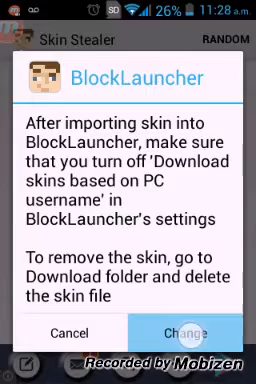 SD 26% 11:28 a.m.
Skin Stealer RANDOM
BlockLauncher
After importing skin into
BlockLauncher, make sure
that you turn off 'Download
skins based on PC
username' in
BlockLauncher's settings
To remove the skin, go to
Download folder and delete
the skin file
Cancel Change
Recorded by Mobizen